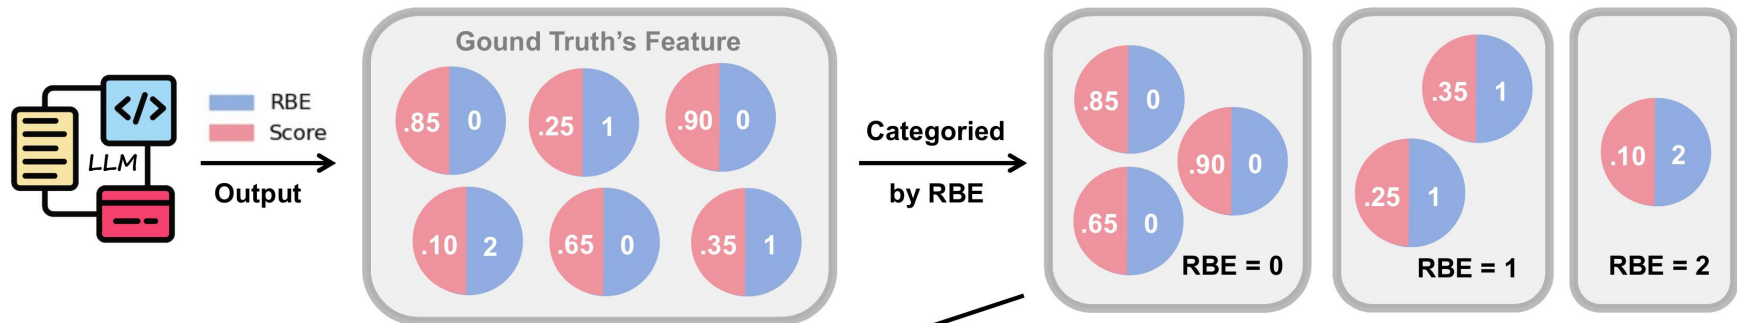 </>
LLM
RBE
Score
Output
Gound Truth's Feature
.85 0
.25 1
.90 0
.10 2
.65 0
.35 1
Categoried
by RBE
.85 0
.90 0
.65 0
RBE = 0
.35 1
.25 1
RBE = 1
.10 2
RBE = 2